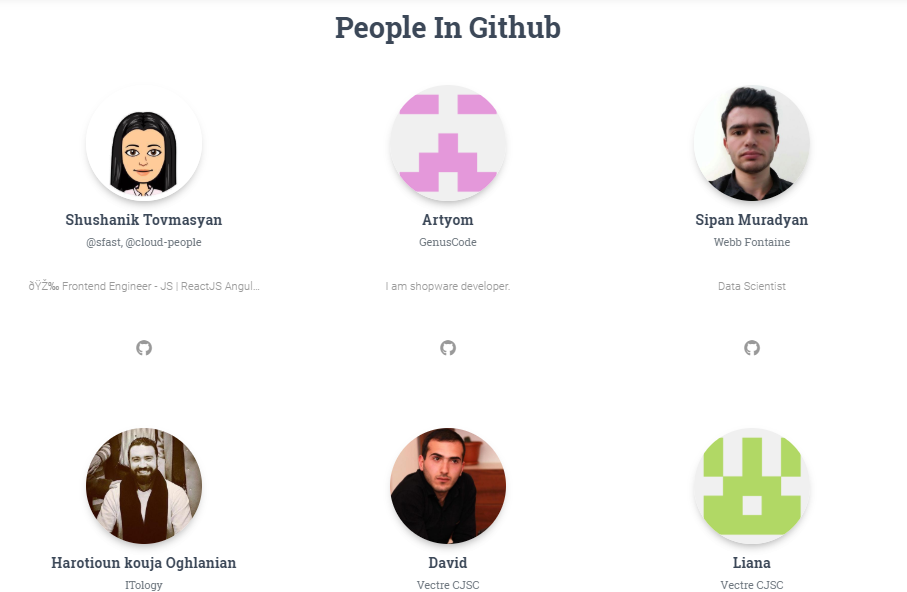 People In Github
Shushanik Tovmasyan
Artyom
Sipan Muradyan
@sfast, @cloud-people
GenusCode
Webb Fontaine
ðŸŽ‰ Frontend Engineer - JS | ReactJS Angul...
I am shopware developer.
Data Scientist
Harotioun kouja Oghlanian
David
Liana
ITology
Vectre CJSC
Vectre CJSC